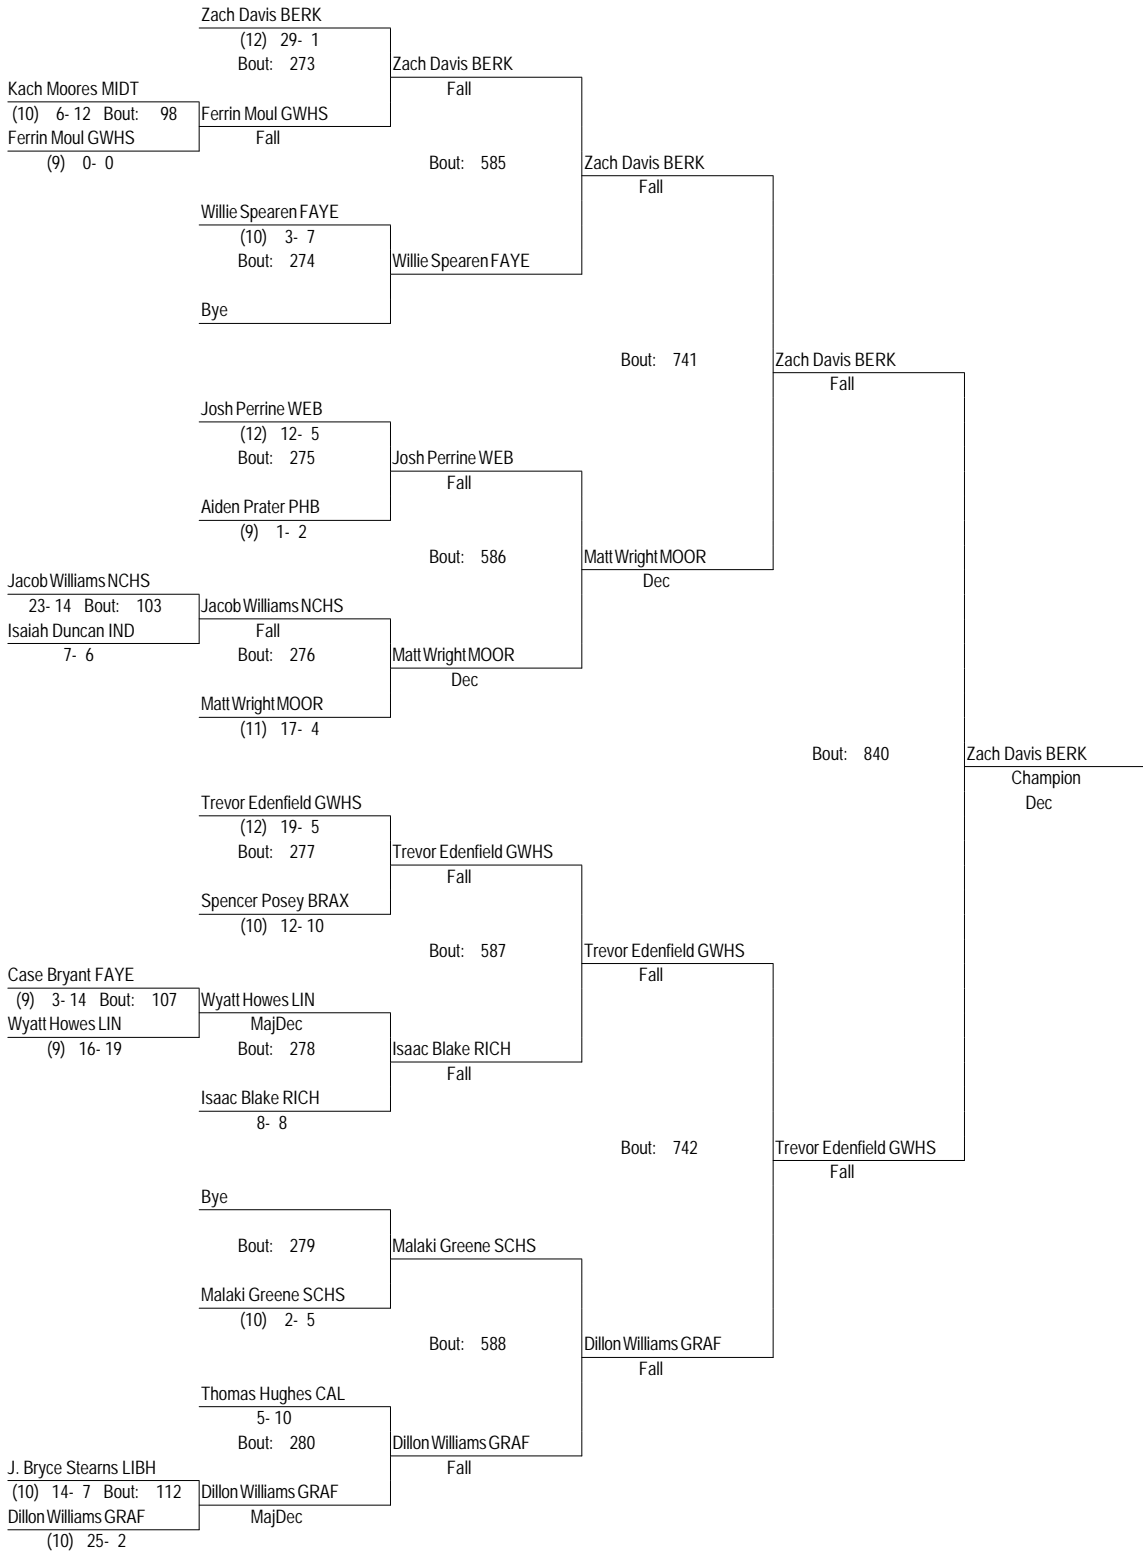 Zach Davis BERK
(12) 29- 1
Bout: 273
Zach Davis BERK
Fall
Kach Moores MIDT
(10) 6- 12 Bout: 98
Ferrin Moul GWHS
Fall
Ferrin Moul GWHS
(9) 0- 0
Bout: 585
Zach Davis BERK
Fall
Willie Spearen FAYE
(10) 3- 7
Bout: 274
Willie Spearen FAYE
Bye
Bout: 741
Zach Davis BERK
Fall
Josh Perrine WEB
(12) 12- 5
Bout: 275
Josh Perrine WEB
Fall
Aiden Prater PHB
(9) 1- 2
Bout: 586
Matt Wright MOOR
Dec
Jacob Williams NCHS
23- 14 Bout: 103
Jacob Williams NCHS
Fall
Isaiah Duncan IND
7- 6
Bout: 276
Matt Wright MOOR
Dec
Matt Wright MOOR
(11) 17- 4
Bout: 840
Zach Davis BERK
Champion
Dec
Trevor Edenfield GWHS
(12) 19- 5
Bout: 277
Trevor Edenfield GWHS
Fall
Spencer Posey BRAX
(10) 12- 10
Bout: 587
Trevor Edenfield GWHS
Fall
Case Bryant FAYE
(9) 3- 14 Bout: 107
Wyatt Howes LIN
MajDec
Wyatt Howes LIN
(9) 16- 19
Bout: 278
Isaac Blake RICH
Fall
Isaac Blake RICH
8- 8
Bout: 742
Trevor Edenfield GWHS
Fall
Bye
Bout: 279
Malaki Greene SCHS
Malaki Greene SCHS
(10) 2- 5
Bout: 588
Dillon Williams GRAF
Fall
Thomas Hughes CAL
5- 10
Bout: 280
Dillon Williams GRAF
Fall
J. Bryce Stearns LIBH
(10) 14- 7 Bout: 112
Dillon Williams GRAF
MajDec
Dillon Williams GRAF
(10) 25- 2